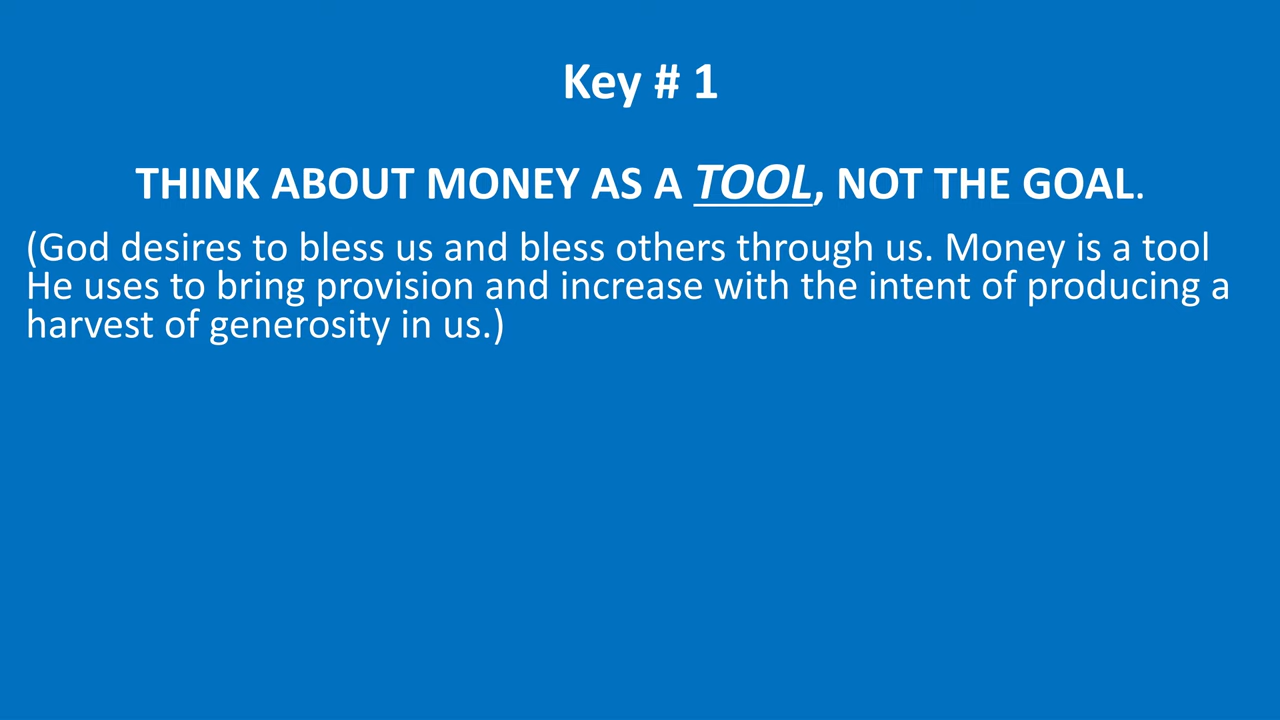 Key # 1
THINK ABOUT MONEY AS A TOOL, NOT THE GOAL.
(God desires to bless us and bless others through us. Money is a tool
He uses to bring provision and increase with the intent of producing a
harvest of generosity in us.)